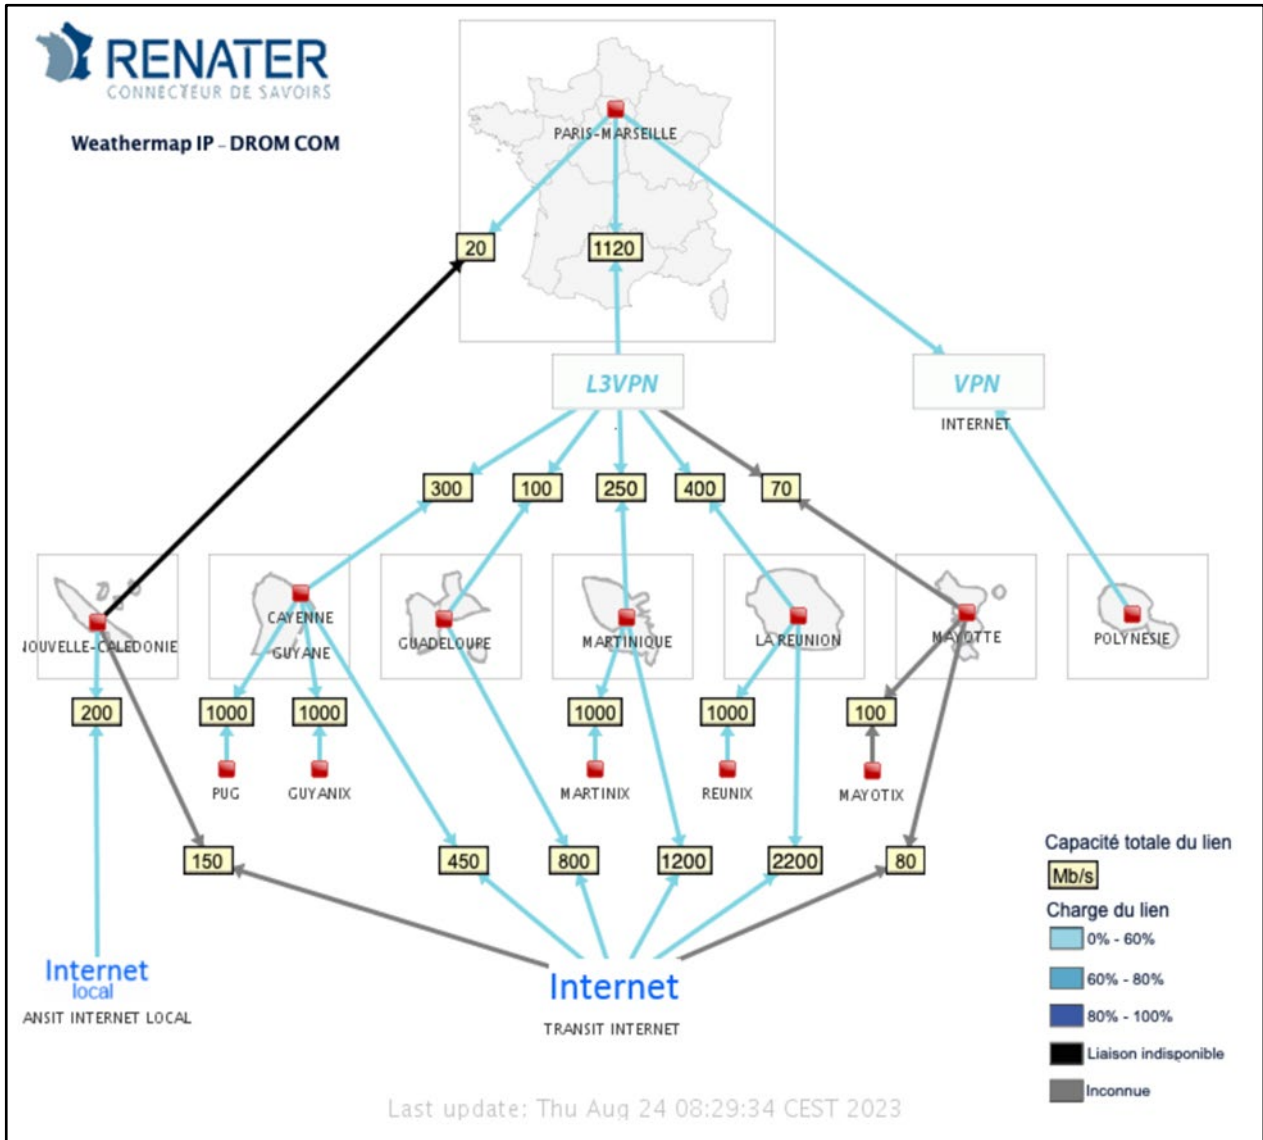 RENATER
CONNECTEUR DE SAVOIRS
Weathermap IP - DROM COM
PARIS-MARSEILLE
20
1120
L3VPN
VPN
INTERNET
300
100
250
400
70
NOUVELLE-CALEDONIE
CAYENNE
GUYANE
GUADELOUPE
MARTINIQUE
LA REUNION
MAYOTTE
POLYNESIE
200
1000
1000
1000
1000
100
PUG
GUYANIX
MARTINIX
REUNIX
MAYOTIX
150
450
800
1200
2200
80
Capacité totale du lien
Mb/s
Charge du lien
0% - 60%
60% - 80%
80% - 100%
Liaison indisponible
Inconnue
Internet
local
ANSIT INTERNET LOCAL
Internet
TRANSIT INTERNET
Last update: Thu Aug 24 08:29:34 CEST 2023